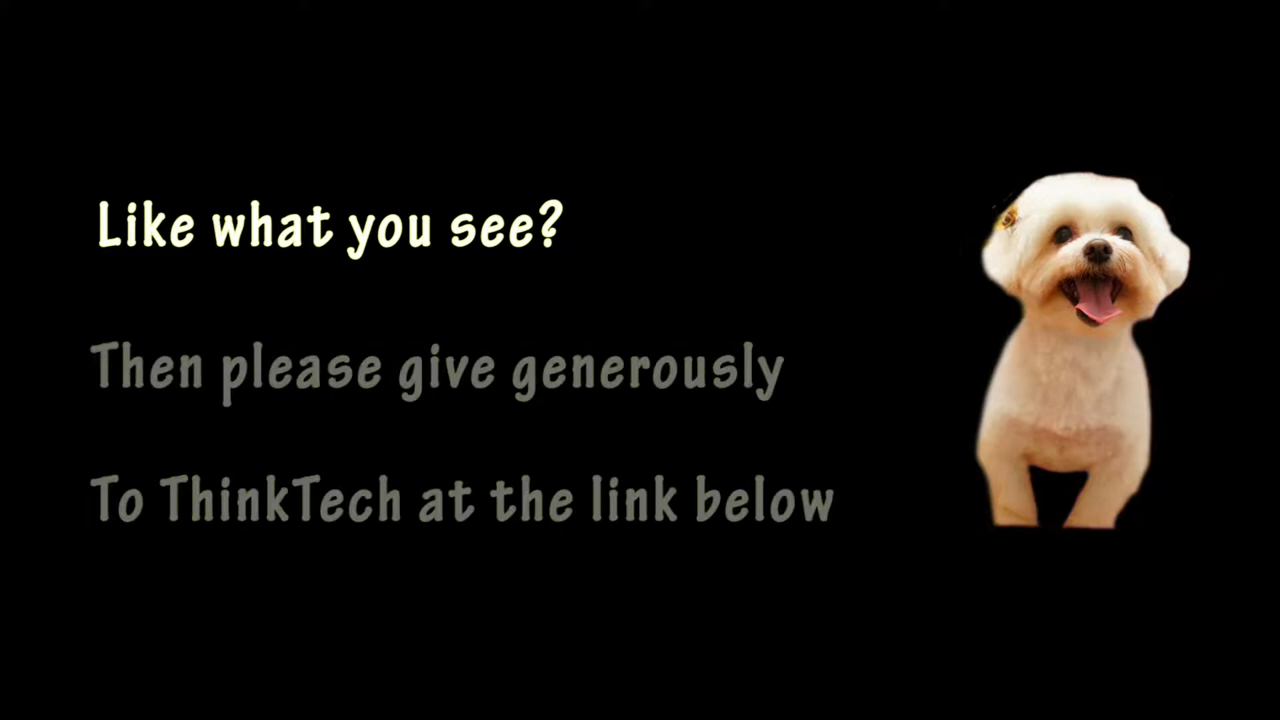 Like what you see?
Then please give generously
To ThinkTech at the link below